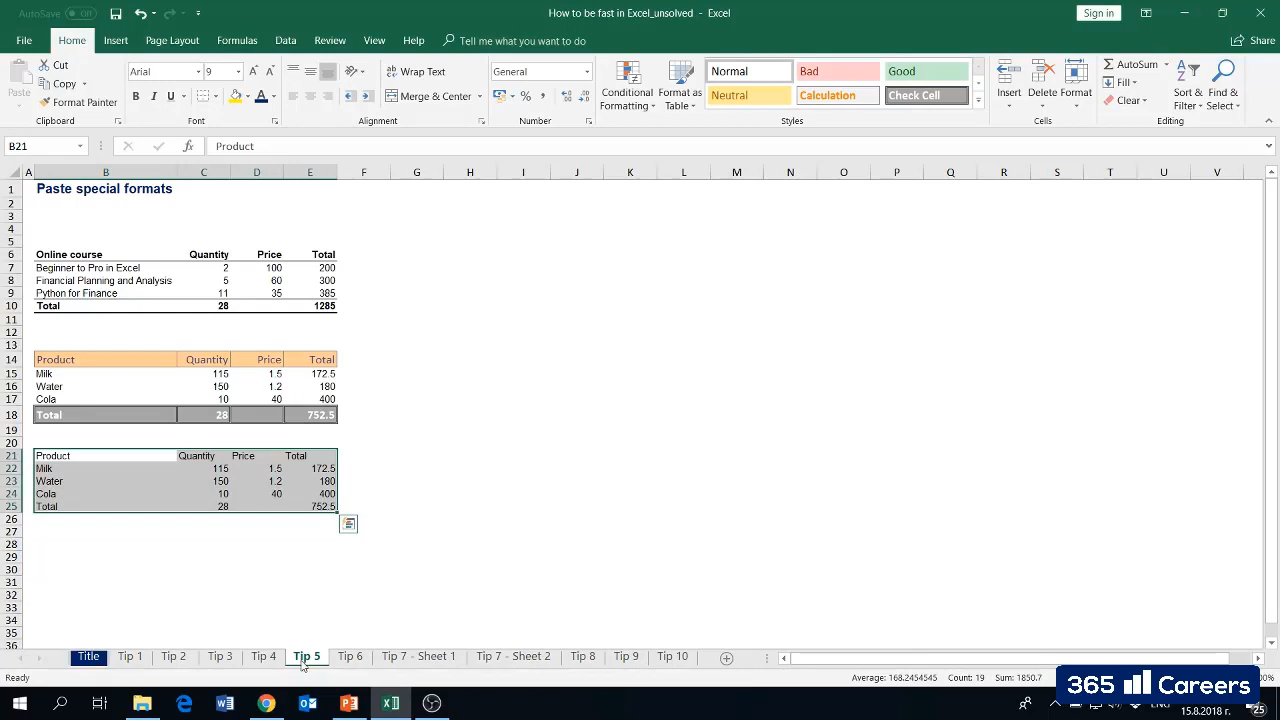 AutoSave Off
How to be fast in Excel_unsolved - Excel
Sign in
File Home Insert Page Layout Formulas Data Review View Help Tell me what you want to do Share
Paste Cut Copy Format Painter Clipboard
Arial 9 A A B I U A Font
Wrap Text Merge & Center Alignment
General % , Number
Conditional Formatting Format as Table
Normal Bad Good
Neutral Calculation Check Cell
Styles
Insert Delete Format Cells
AutoSum Fill Clear Sort & Filter Find & Select Editing
B21 fx Product
A B C D E F G H I J K L M N O P Q R S T U V
1 Paste special formats
2
3
4
5
6 Online course Quantity Price Total
7 Beginner to Pro in Excel 2 100 200
8 Financial Planning and Analysis 5 60 300
9 Python for Finance 11 35 385
10 Total 28 1285
11
12
13
14 Product Quantity Price Total
15 Milk 115 1.5 172.5
16 Water 150 1.2 180
17 Cola 10 40 400
18 Total 28 752.5
19
20
21 Product Quantity Price Total
22 Milk 115 1.5 172.5
23 Water 150 1.2 180
24 Cola 10 40 400
25 Total 28 752.5
26
27
28
29
30
31
32
33
34
35
36
Title Tip 1 Tip 2 Tip 3 Tip 4 Tip 5 Tip 6 Tip 7 - Sheet 1 Tip 7 - Sheet 2 Tip 8 Tip 9 Tip 10
Ready Average: 168.2454545 Count: 19 Sum: 1850.7
365 Careers
15.8.2018 г. 25